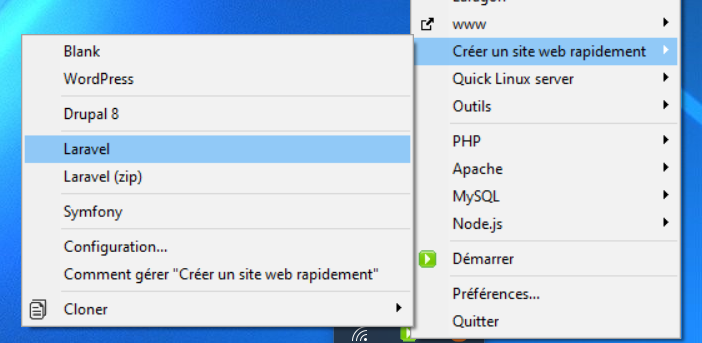 Laragon
www
Créer un site web rapidement
Quick Linux server
Outils
PHP
Apache
MySQL
Node.js
Démarrer
Préférences...
Quitter
Blank
WordPress
Drupal 8
Laravel
Laravel (zip)
Symfony
Configuration...
Comment gérer "Créer un site web rapidement"
Cloner